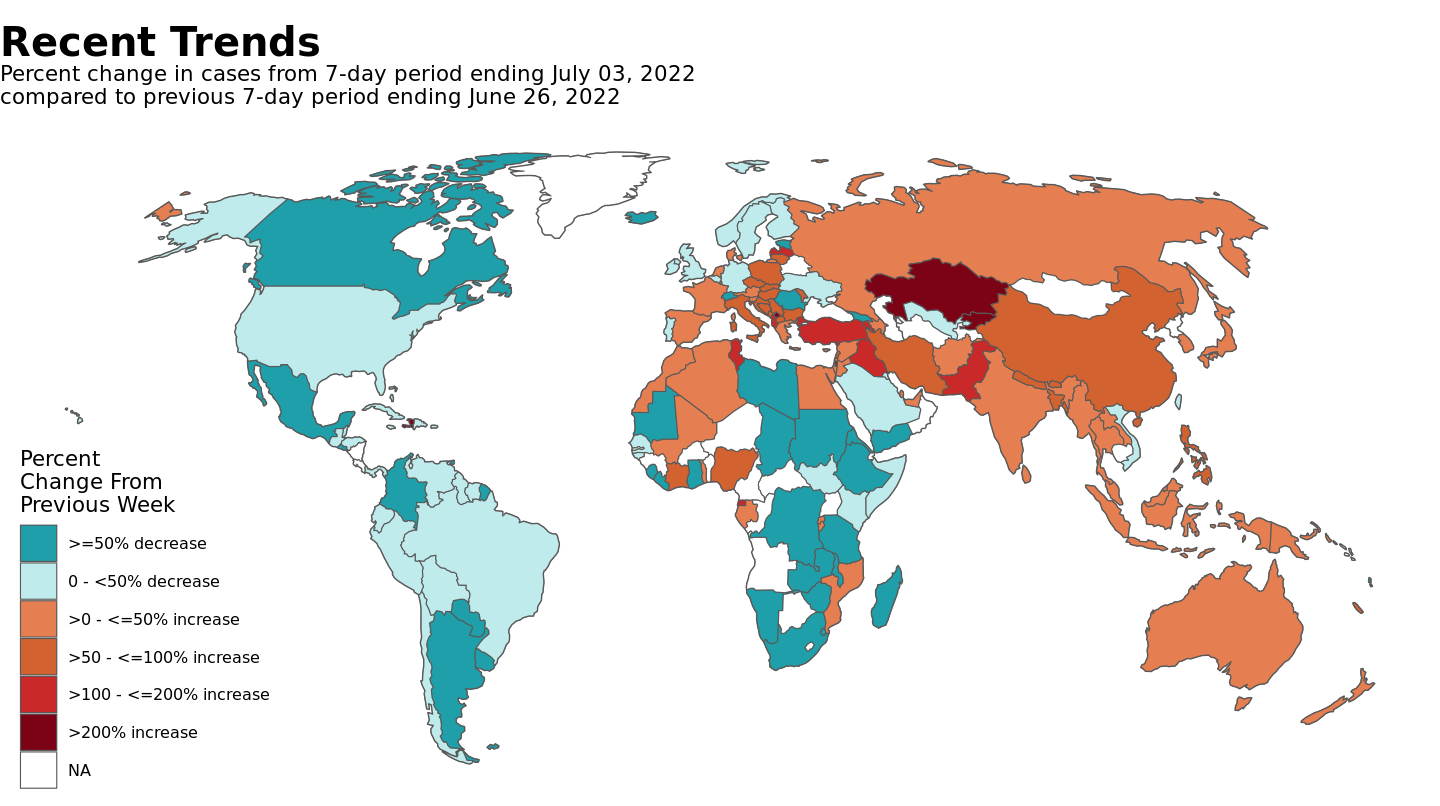 Recent Trends
Percent change in cases from 7-day period ending July 03, 2022
compared to previous 7-day period ending June 26, 2022
Percent
Change From
Previous Week
>=50% decrease
0 - <50% decrease
>0 - <=50% increase
>50 - <=100% increase
>100 - <=200% increase
>200% increase
NA